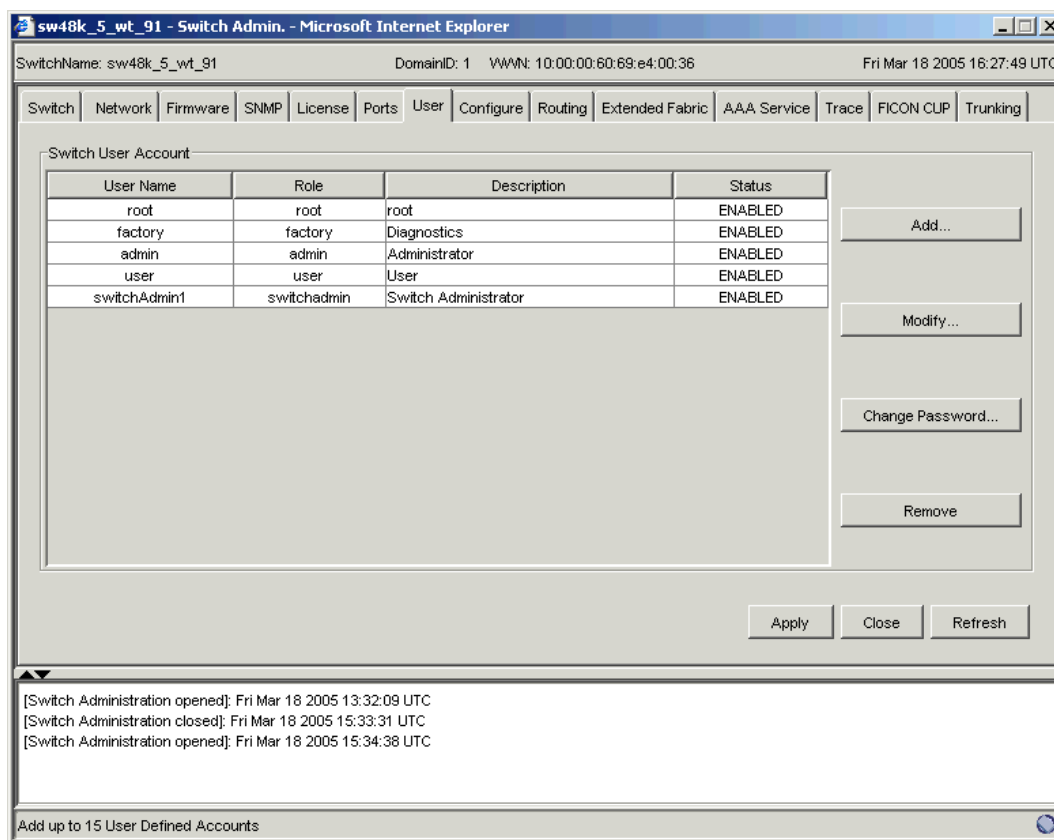 sw48k_5_wt_91 - Switch Admin. - Microsoft Internet Explorer
SwitchName: sw48k_5_wt_91 DomainID: 1 WWN: 10:00:00:60:69:e4:00:36 Fri Mar 18 2005 16:27:49 UTC
Switch Network Firmware SNMP License Ports User Configure Routing Extended Fabric AAA Service Trace FICON CUP Trunking
Switch User Account
User Name Role Description Status
root root root ENABLED
factory factory Diagnostics ENABLED
admin admin Administrator ENABLED
user user User ENABLED
switchAdmin1 switchadmin Switch Administrator ENABLED
Add...
Modify...
Change Password...
Remove
Apply Close Refresh
[Switch Administration opened]: Fri Mar 18 2005 13:32:09 UTC
[Switch Administration closed]: Fri Mar 18 2005 15:33:31 UTC
[Switch Administration opened]: Fri Mar 18 2005 15:34:38 UTC
Add up to 15 User Defined Accounts